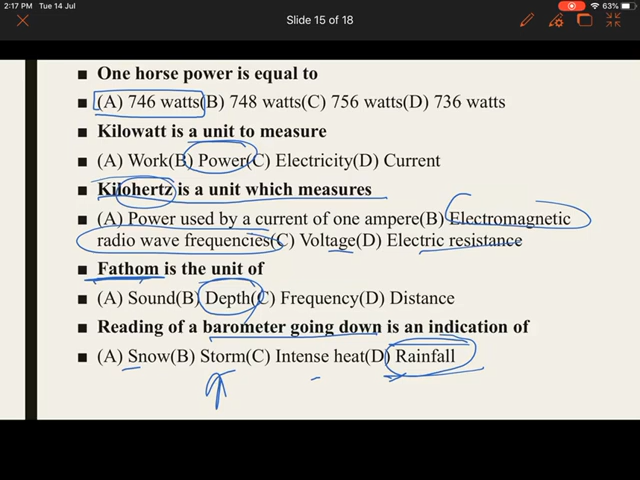 2:17 PM Tue 14 Jul 63%
Slide 15 of 18
■ One horse power is equal to
■ (A) 746 watts(B) 748 watts(C) 756 watts(D) 736 watts
■ Kilowatt is a unit to measure
■ (A) Work(B) Power(C) Electricity(D) Current
■ Kilohertz is a unit which measures
■ (A) Power used by a current of one ampere(B) Electromagnetic
radio wave frequencies(C) Voltage(D) Electric resistance
■ Fathom is the unit of
■ (A) Sound(B) Depth(C) Frequency(D) Distance
■ Reading of a barometer going down is an indication of
■ (A) Snow(B) Storm(C) Intense heat(D) Rainfall